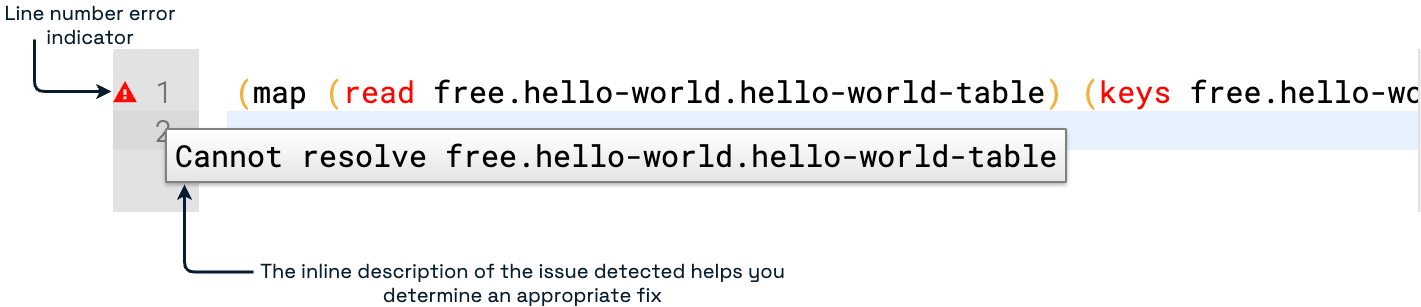 Line number error
indicator
1 (map (read free.hello-world.hello-world-table) (keys free.hello-wo
2
Cannot resolve free.hello-world.hello-world-table
The inline description of the issue detected helps you
determine an appropriate fix